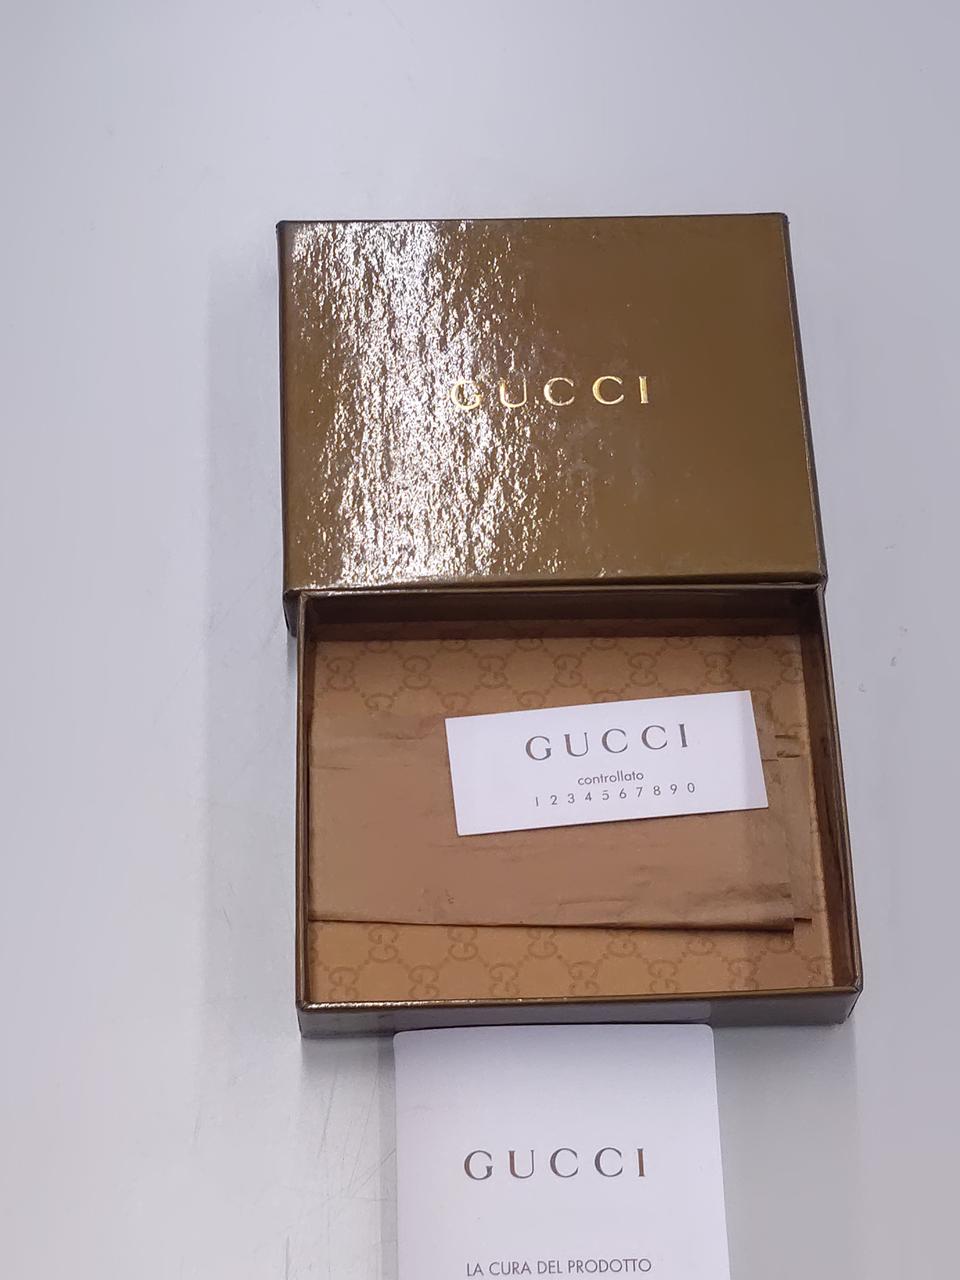 GUCCI
GUCCI
controllato
1 2 3 4 5 6 7 8 9 0
GUCCI
LA CURA DEL PRODOTTO